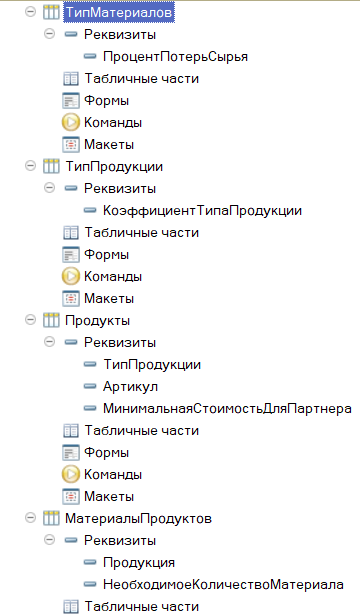 ТипМатериалов
Реквизиты
ПроцентПотерьСырья
Табличные части
Формы
Команды
Макеты
ТипПродукции
Реквизиты
КоэффициентТипаПродукции
Табличные части
Формы
Команды
Макеты
Продукты
Реквизиты
ТипПродукции
Артикул
МинимальнаяСтоимостьДляПартнера
Табличные части
Формы
Команды
Макеты
МатериалыПродуктов
Реквизиты
Продукция
НеобходимоеКоличествоМатериала
Табличные части